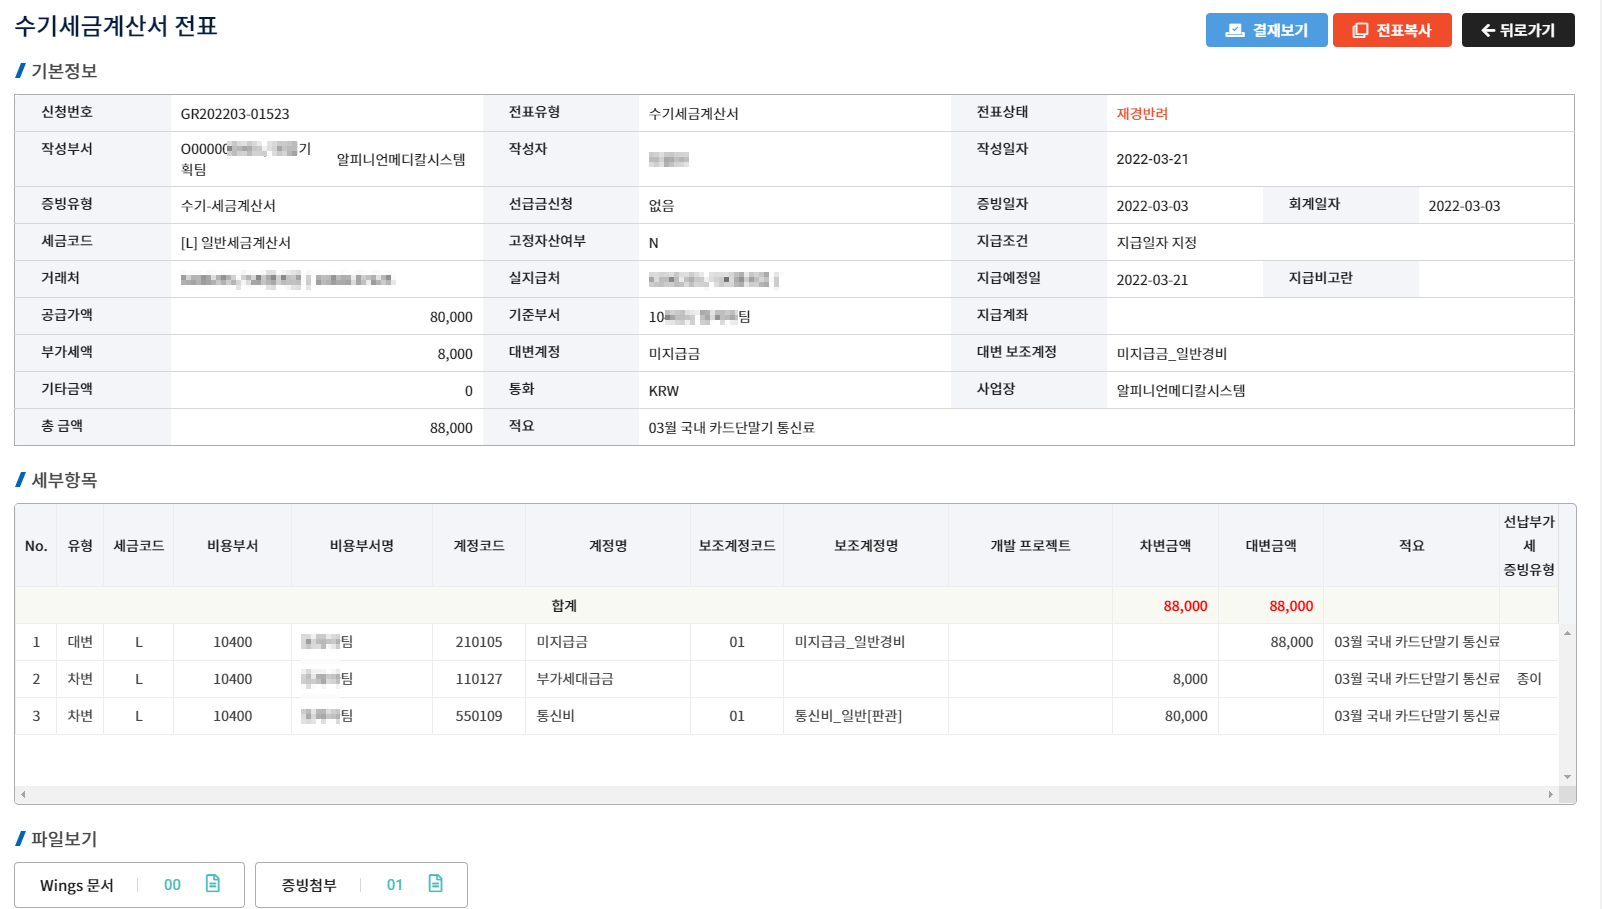 수기세금계산서 전표
결재보기 전표복사 뒤로가기
기본정보
신청번호 GR202203-01523 전표유형 수기세금계산서 전표상태 재경반려
작성부서 O00000 기획팀 알피니언메디칼시스템 작성자 작성일자 2022-03-21
증빙유형 수기-세금계산서 선급금신청 없음 증빙일자 2022-03-03 회계일자 2022-03-03
세금코드 [L] 일반세금계산서 고정자산여부 N 지급조건 지급일자 지정
거래처 실지급처 지급예정일 2022-03-21 지급비고란
공급가액 80,000 기준부서 10 팀 지급계좌
부가세액 8,000 대변계정 미지급금 대변 보조계정 미지급금_일반경비
기타금액 0 통화 KRW 사업장 알피니언메디칼시스템
총 금액 88,000 적요 03월 국내 카드단말기 통신료
세부항목
No. 유형 세금코드 비용부서 비용부서명 계정코드 계정명 보조계정코드 보조계정명 개발 프로젝트 차변금액 대변금액 적요 선납부가세 증빙유형
합계 88,000 88,000
1 대변 L 10400 팀 210105 미지급금 01 미지급금_일반경비 88,000 03월 국내 카드단말기 통신료
2 차변 L 10400 팀 110127 부가세대급금 8,000 03월 국내 카드단말기 통신료 종이
3 차변 L 10400 팀 550109 통신비 01 통신비_일반[판관] 80,000 03월 국내 카드단말기 통신료
파일보기
Wings 문서 00 증빙첨부 01